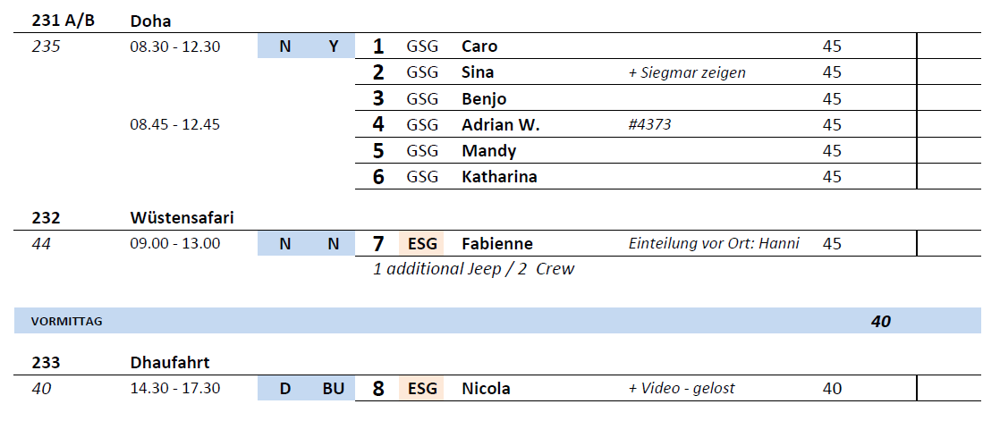 231 A/B Doha
235 08.30 - 12.30 N Y 1 GSG Caro 45
2 GSG Sina + Siegmar zeigen 45
3 GSG Benjo 45
08.45 - 12.45 4 GSG Adrian W. #4373 45
5 GSG Mandy 45
6 GSG Katharina 45
232 Wüstensafari
44 09.00 - 13.00 N N 7 ESG Fabienne Einteilung vor Ort: Hanni 45
1 additional Jeep / 2 Crew
VORMITTAG 40
233 Dhaufahrt
40 14.30 - 17.30 D BU 8 ESG Nicola + Video - gelost 40